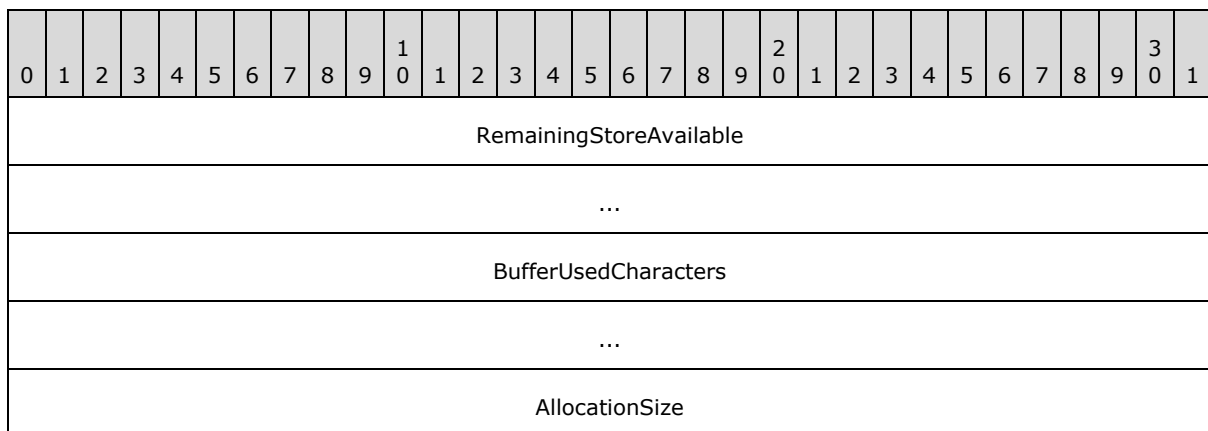 1 2 3
0 1 2 3 4 5 6 7 8 9 0 1 2 3 4 5 6 7 8 9 0 1 2 3 4 5 6 7 8 9 0 1
RemainingStoreAvailable
...
BufferUsedCharacters
...
AllocationSize